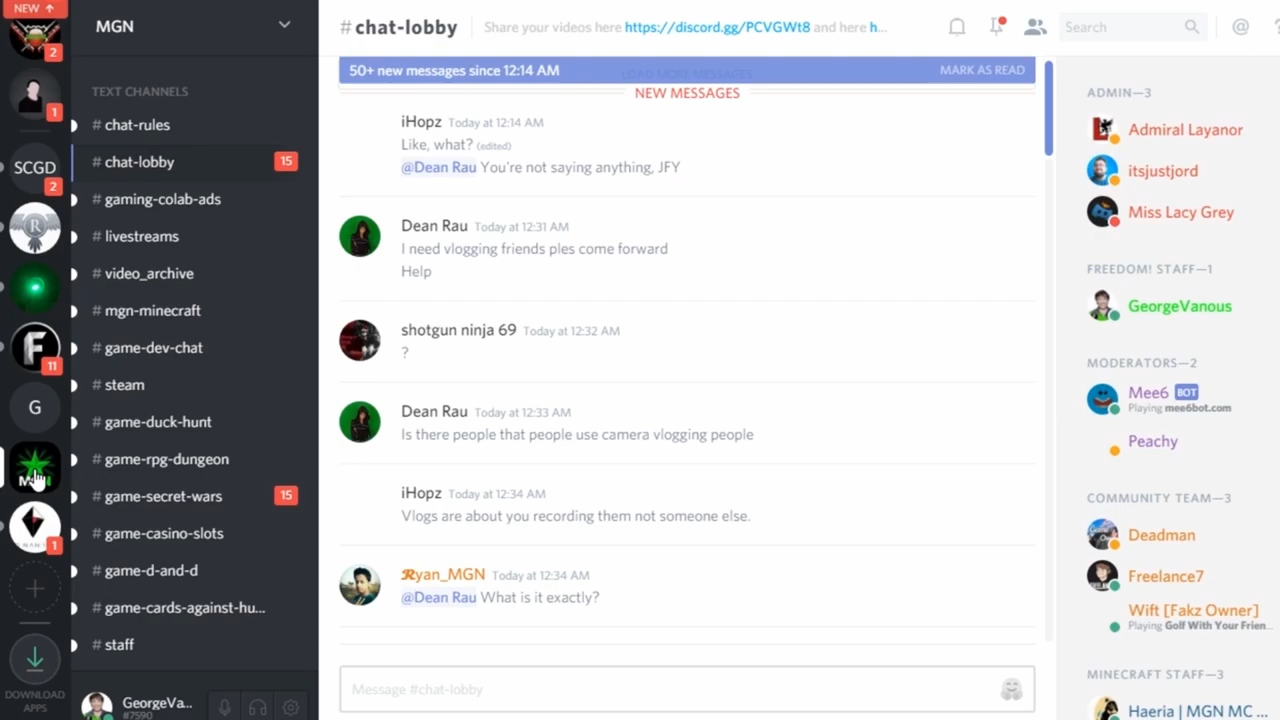 NEW ↑
2
1
SCGD
2
R
F
11
G
1
DOWNLOAD
APPS
MGN
TEXT CHANNELS
# chat-rules
# chat-lobby 15
# gaming-colab-ads
# livestreams
# video_archive
# mgn-minecraft
# game-dev-chat
# steam
# game-duck-hunt
# game-rpg-dungeon
# game-secret-wars 15
# game-casino-slots
# game-d-and-d
# game-cards-against-hu...
# staff
GeorgeVa...
#7590
# chat-lobby Share your videos here https://discord.gg/PCVGWt8 and here h...
Search
@
50+ new messages since 12:14 AM LOAD MORE MESSAGES MARK AS READ
NEW MESSAGES
iHopz Today at 12:14 AM
Like, what? (edited)
@Dean Rau You're not saying anything, JFY
Dean Rau Today at 12:31 AM
I need vlogging friends ples come forward
Help
shotgun ninja 69 Today at 12:32 AM
?
Dean Rau Today at 12:33 AM
Is there people that people use camera vlogging people
iHopz Today at 12:34 AM
Vlogs are about you recording them not someone else.
Ryan_MGN Today at 12:34 AM
@Dean Rau What is it exactly?
Message #chat-lobby
ADMIN—3
Admiral Layanor
itsjustjord
Miss Lacy Grey
FREEDOM! STAFF—1
GeorgeVanous
MODERATORS—2
Mee6 BOT
Playing mee6bot.com
Peachy
COMMUNITY TEAM—3
Deadman
Freelance7
Wift [Fakz Owner]
Playing Golf With Your Frien...
MINECRAFT STAFF—3
Haeria | MGN MC ...